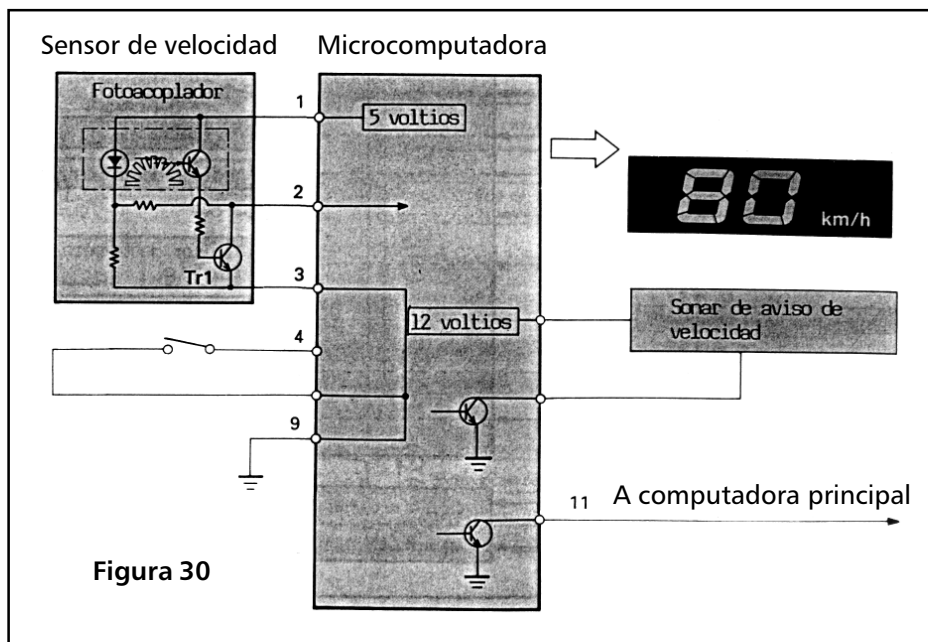 Sensor de velocidad
Microcomputadora
Fotoacoplador
1
5 voltios
2
80 km/h
Tr1
3
12 voltios
Sonar de aviso de
velocidad
4
9
11
A computadora principal
Figura 30